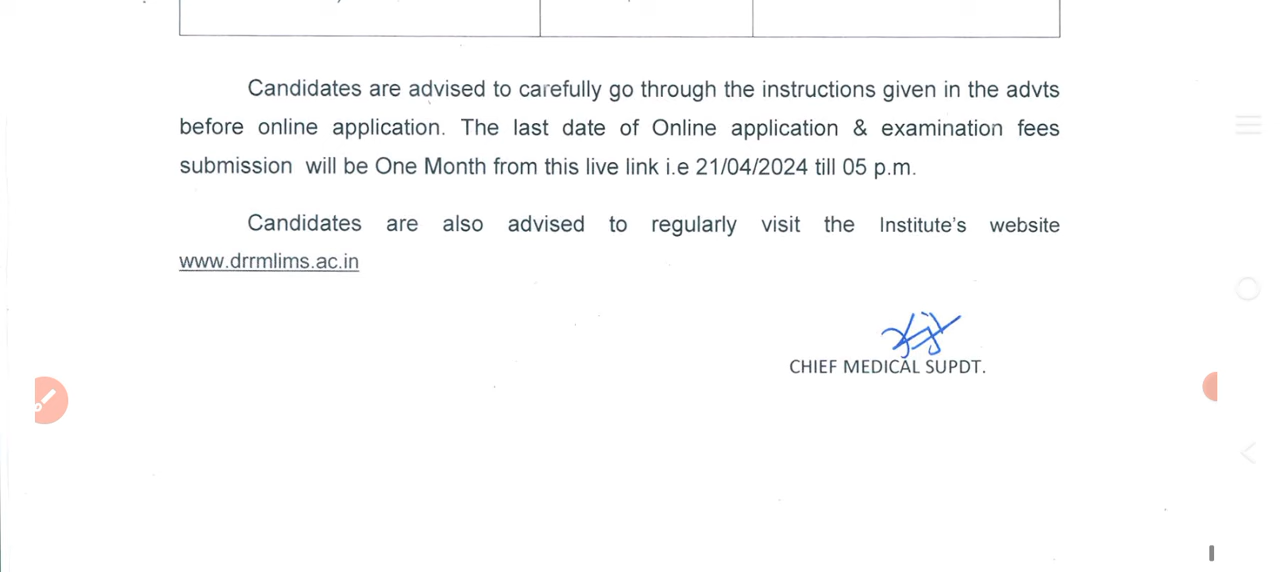 Candidates are advised to carefully go through the instructions given in the advts
before online application. The last date of Online application & examination fees
submission will be One Month from this live link i.e 21/04/2024 till 05 p.m.
Candidates are also advised to regularly visit the Institute's website
www.drrmlims.ac.in
CHIEF MEDICAL SUPDT.